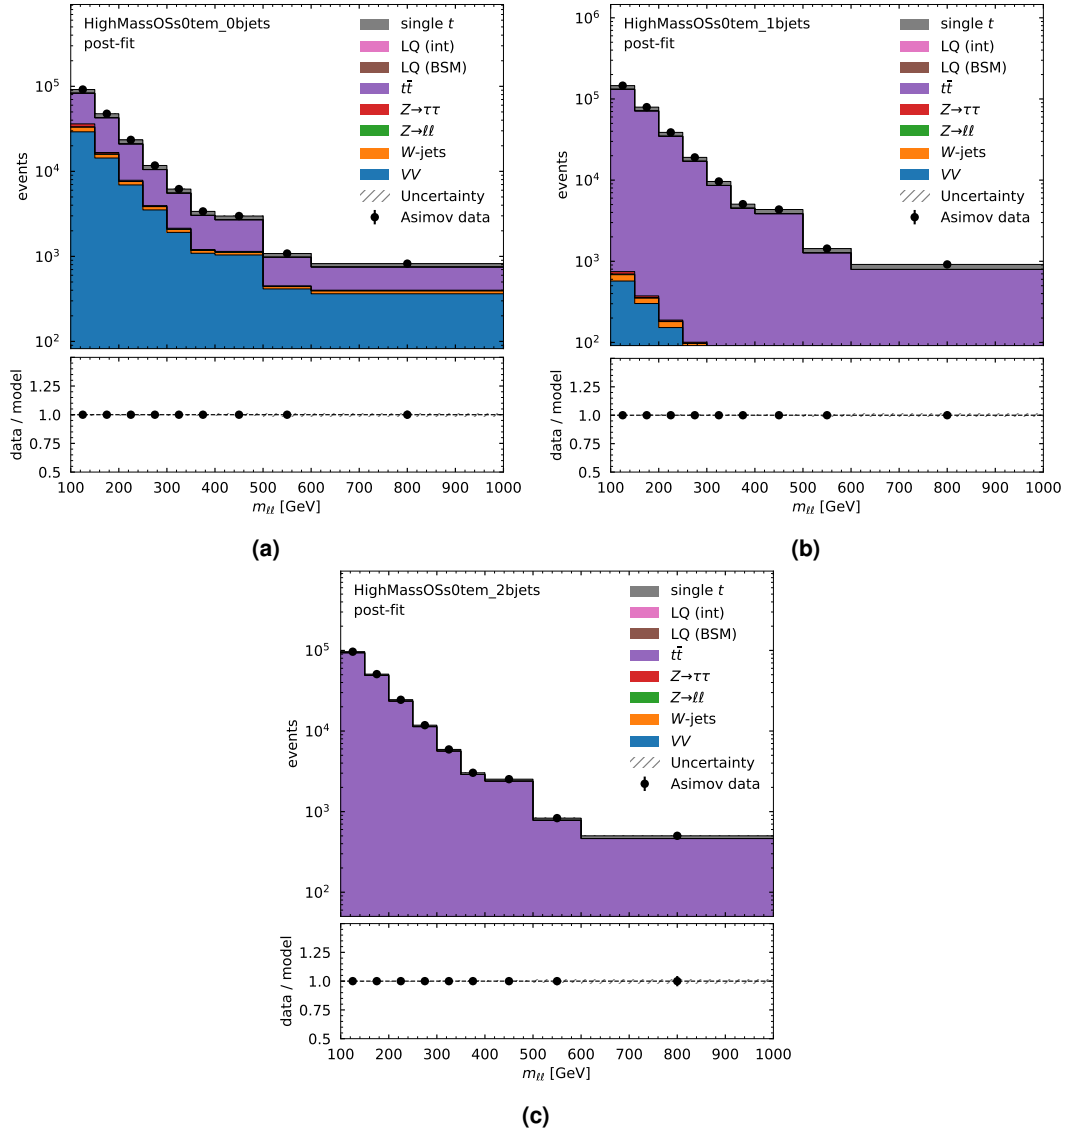 HighMassOSs0tem_0bjets
post-fit
single t
LQ (int)
LQ (BSM)
tt̄
Z→ττ
Z→ℓℓ
W-jets
VV
Uncertainty
Asimov data
events
10⁵
10⁴
10³
10²
data / model
1.25
1.0
0.75
0.5
100 200 300 400 500 600 700 800 900 1000
mℓℓ [GeV]
(a)
HighMassOSs0tem_1bjets
post-fit
single t
LQ (int)
LQ (BSM)
tt̄
Z→ττ
Z→ℓℓ
W-jets
VV
Uncertainty
Asimov data
events
10⁶
10⁵
10⁴
10³
10²
data / model
1.25
1.0
0.75
0.5
100 200 300 400 500 600 700 800 900 1000
mℓℓ [GeV]
(b)
HighMassOSs0tem_2bjets
post-fit
single t
LQ (int)
LQ (BSM)
tt̄
Z→ττ
Z→ℓℓ
W-jets
VV
Uncertainty
Asimov data
events
10⁵
10⁴
10³
10²
data / model
1.25
1.0
0.75
0.5
100 200 300 400 500 600 700 800 900 1000
mℓℓ [GeV]
(c)